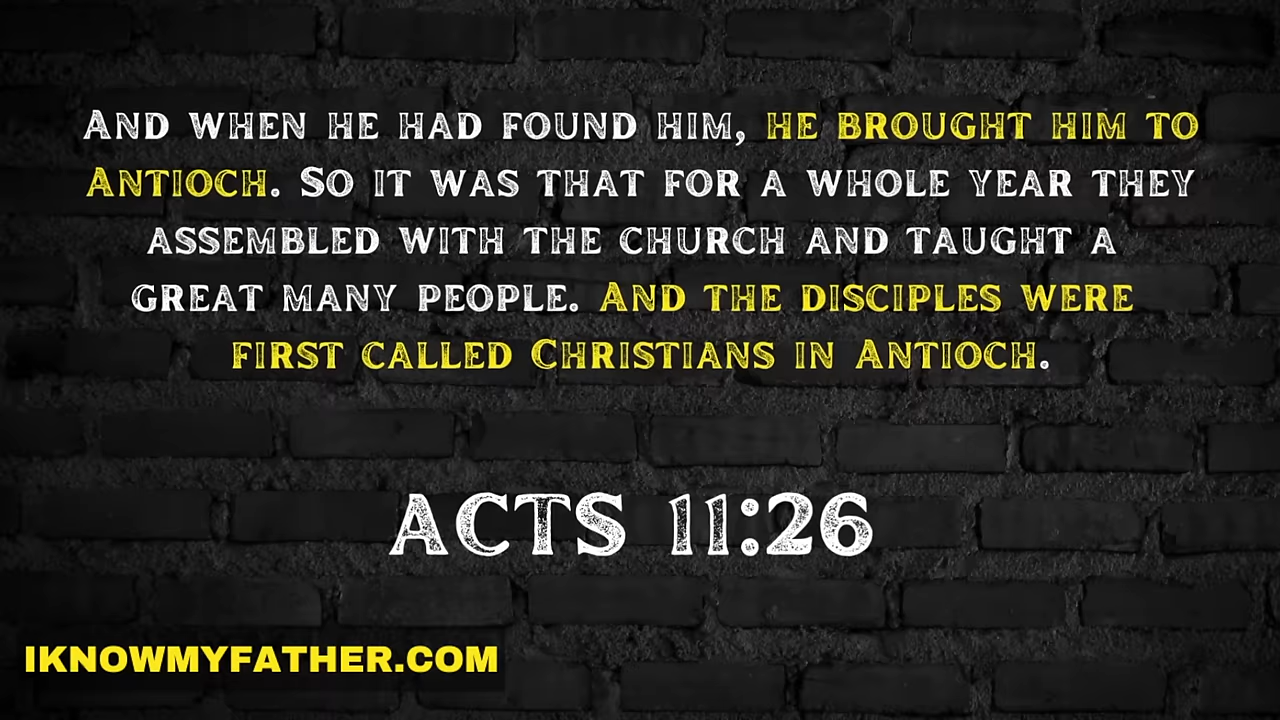 And when he had found him, he brought him to
Antioch. So it was that for a whole year they
assembled with the church and taught a
great many people. And the disciples were
first called Christians in Antioch.
ACTS 11:26
IKNOWMYFATHER.COM